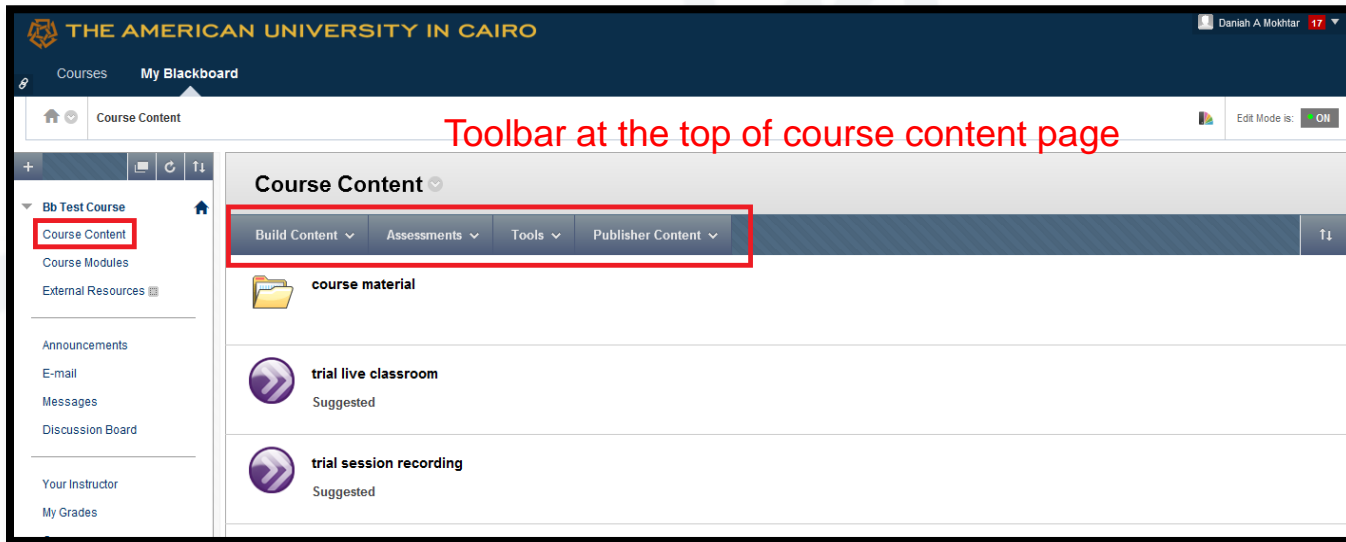 THE AMERICAN UNIVERSITY IN CAIRO
Daniah A Mokhtar 17
Courses My Blackboard
Course Content
Toolbar at the top of course content page
Edit Mode is: ON
Course Content
Bb Test Course
Course Content
Build Content Assessments Tools Publisher Content
Course Modules
External Resources
course material
Announcements
E-mail
trial live classroom
Messages
Suggested
Discussion Board
trial session recording
Your Instructor
Suggested
My Grades